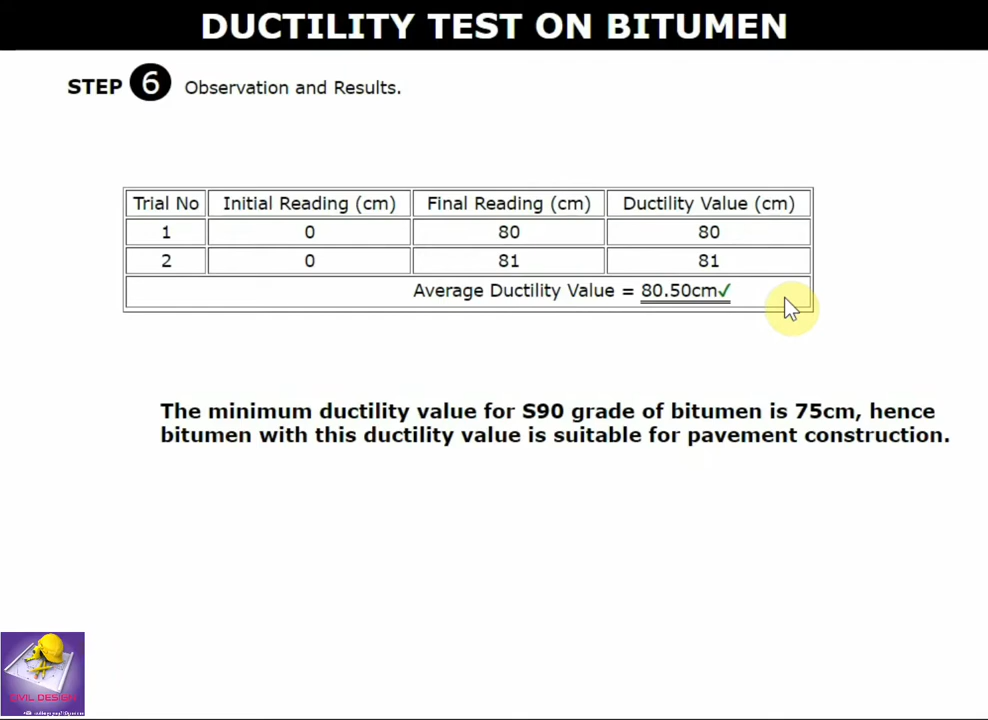 DUCTILITY TEST ON BITUMEN
STEP 6 Observation and Results.
Trial No Initial Reading (cm) Final Reading (cm) Ductility Value (cm)
1 0 80 80
2 0 81 81
Average Ductility Value = 80.50cm✓
The minimum ductility value for S90 grade of bitumen is 75cm, hence
bitumen with this ductility value is suitable for pavement construction.
CIVIL DESIGN